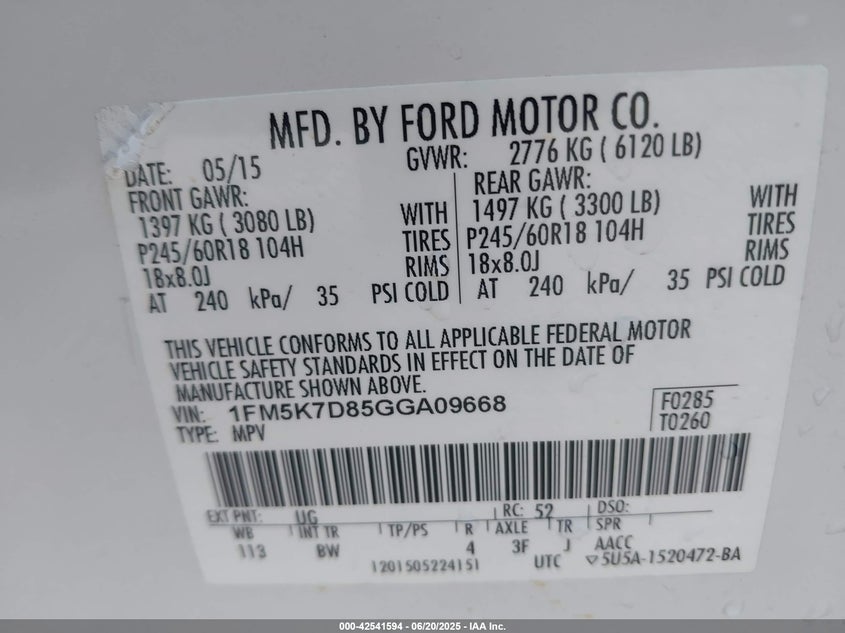 MFD. BY FORD MOTOR CO.
DATE: 05/15 GVWR: 2776 KG ( 6120 LB)
FRONT GAWR: REAR GAWR:
1397 KG ( 3080 LB) WITH 1497 KG ( 3300 LB) WITH
P245/60R18 104H TIRES P245/60R18 104H TIRES
18x8.0J RIMS 18x8.0J RIMS
AT 240 kPa/ 35 PSI COLD AT 240 kPa/ 35 PSI COLD
THIS VEHICLE CONFORMS TO ALL APPLICABLE FEDERAL MOTOR
VEHICLE SAFETY STANDARDS IN EFFECT ON THE DATE OF
MANUFACTURE SHOWN ABOVE.
VIN: 1FM5K7D85GGA09668 F0285
TYPE: MPV T0260
EXT PNT: UG RC: 52 DSO:
WB INT TR TP/PS R AXLE TR SPR
113 BW 4 3F J AACC
1201505224151 UTC ▽5U5A-1520472-BA
000-42541594 - 06/20/2025 - IAA Inc.